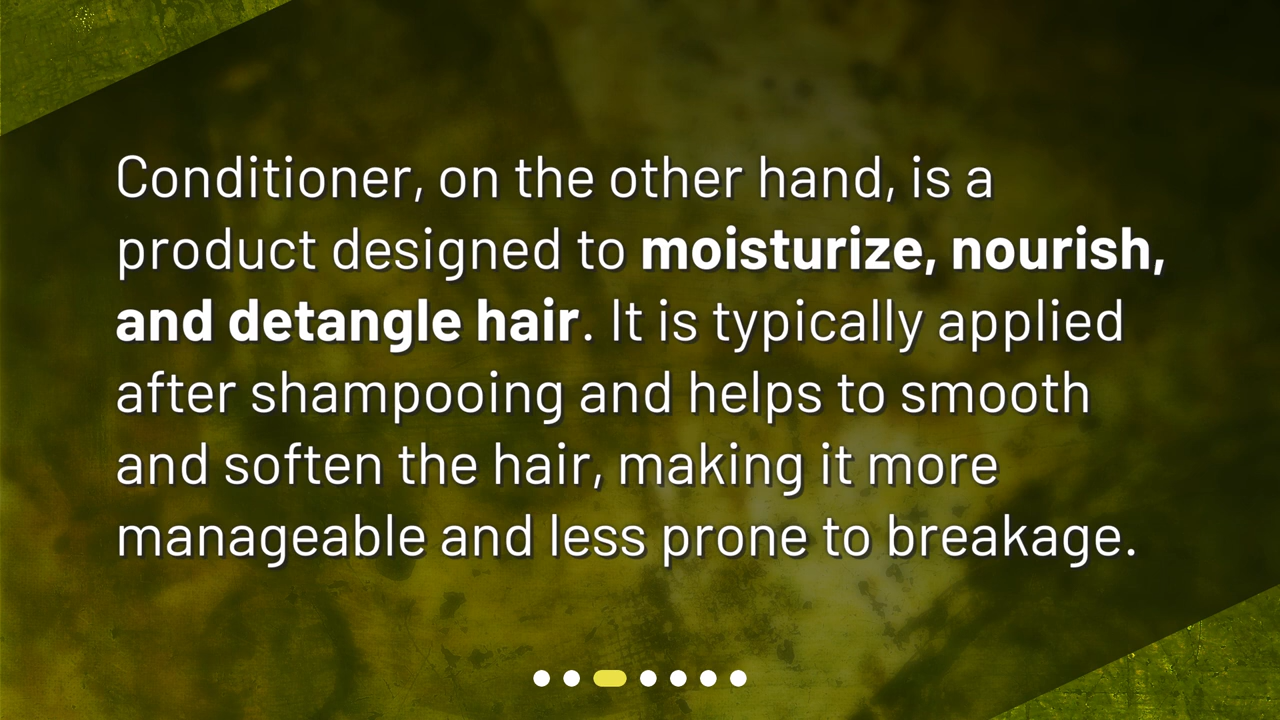 Conditioner, on the other hand, is a
product designed to moisturize, nourish,
and detangle hair. It is typically applied
after shampooing and helps to smooth
and soften the hair, making it more
manageable and less prone to breakage.